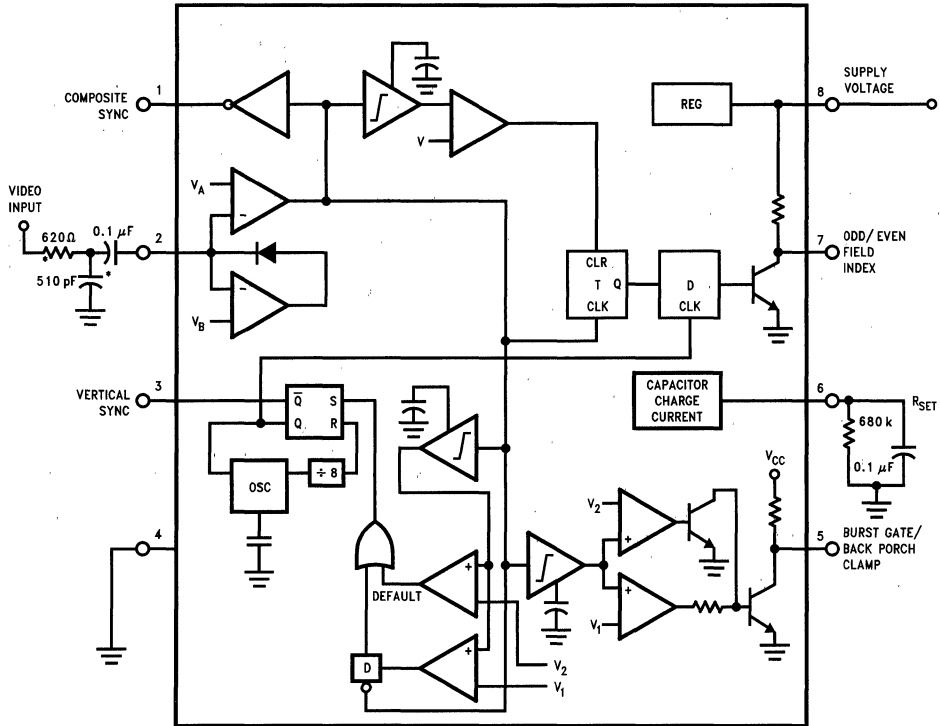 COMPOSITE
SYNC
1
VIDEO
INPUT
620Ω
*
0.1 μF
510 pF
*
2
VERTICAL
SYNC
3
4
V_A
V_B
V
REG
8
SUPPLY
VOLTAGE
7
ODD/EVEN
FIELD
INDEX
CLR
T Q
CLK
D
CLK
CAPACITOR
CHARGE
CURRENT
6
R_SET
680 k
0.1 μF
Q̅ S
Q R
OSC
÷ 8
V_CC
5
BURST GATE/
BACK PORCH
CLAMP
V_2
V_1
DEFAULT
D
V_2
V_1
−
−
+
+
+
+